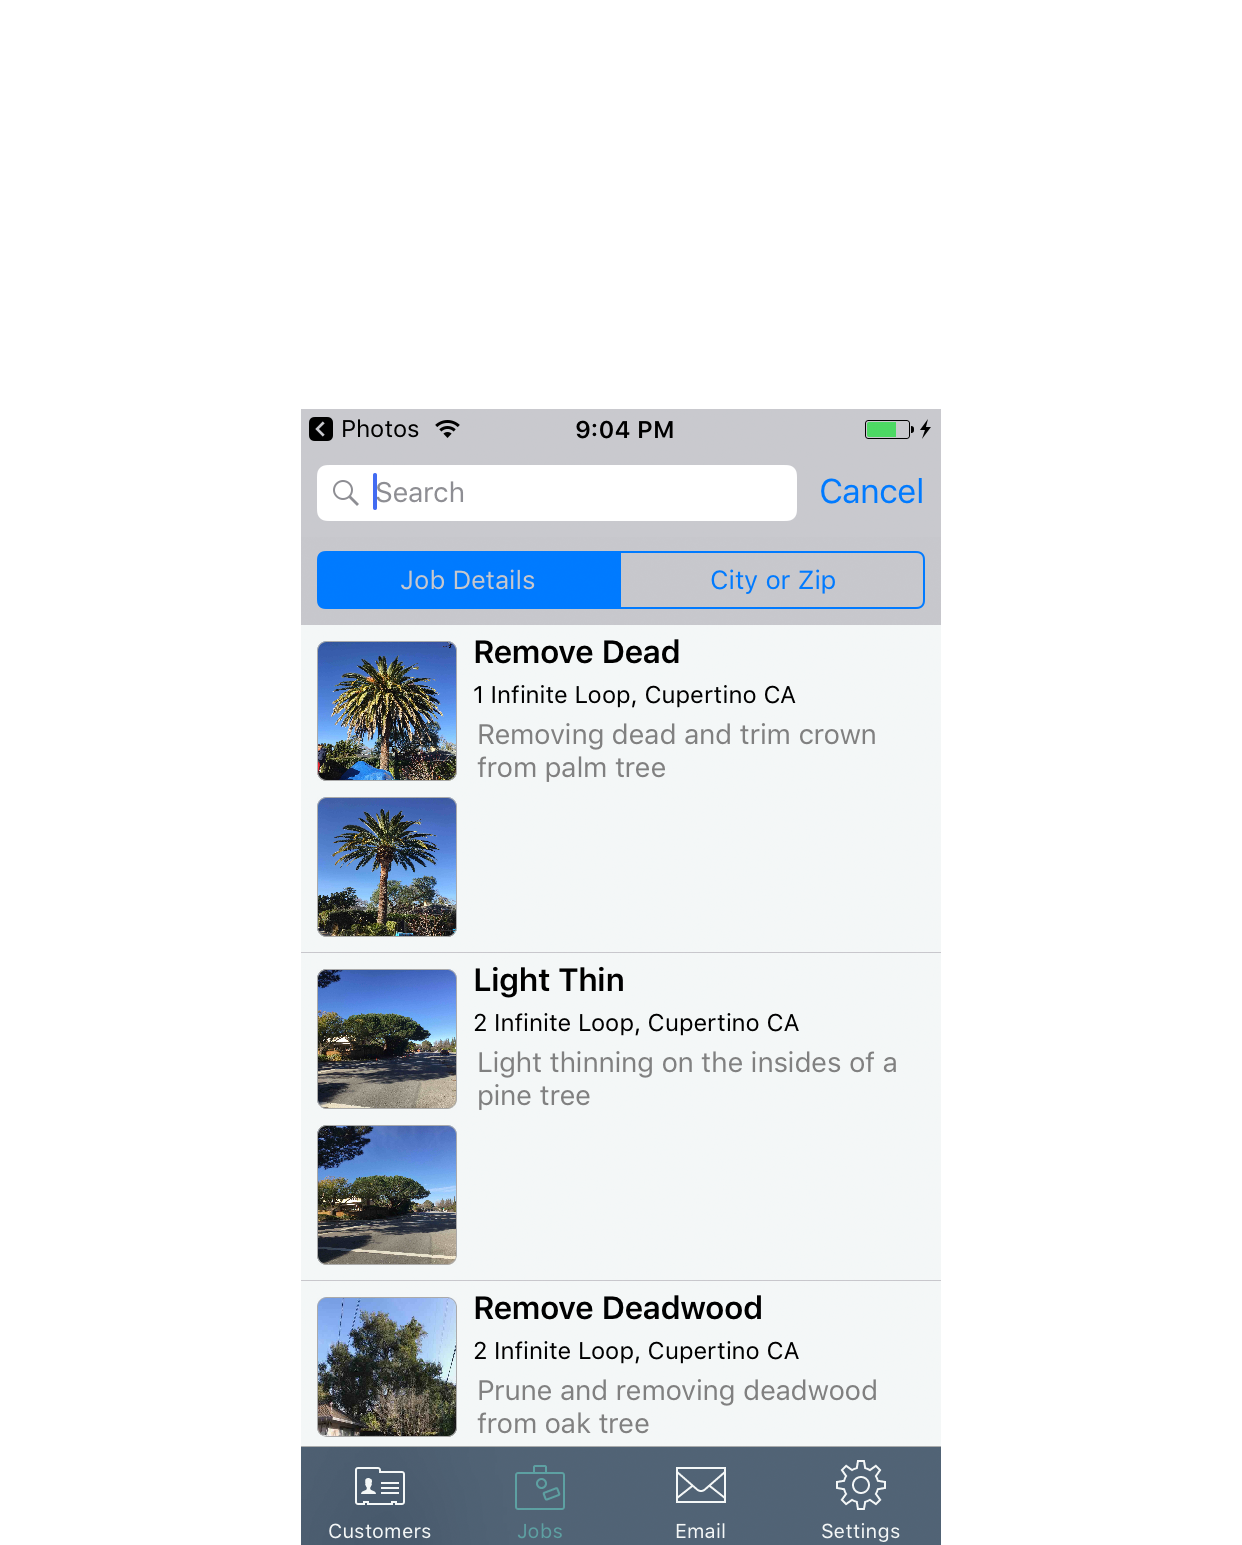 Photos 9:04 PM
Search Cancel
Job Details City or Zip
Remove Dead
1 Infinite Loop, Cupertino CA
Removing dead and trim crown
from palm tree
Light Thin
2 Infinite Loop, Cupertino CA
Light thinning on the insides of a
pine tree
Remove Deadwood
2 Infinite Loop, Cupertino CA
Prune and removing deadwood
from oak tree
Customers Jobs Email Settings